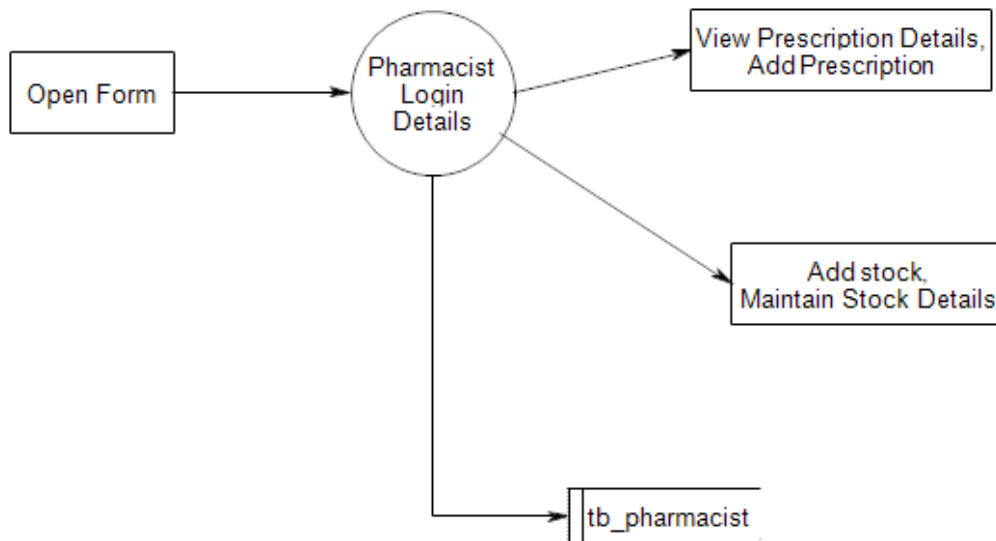 Open Form
Pharmacist
Login
Details
View Prescription Details,
Add Prescription
Add stock,
Maintain Stock Details
tb_pharmacist